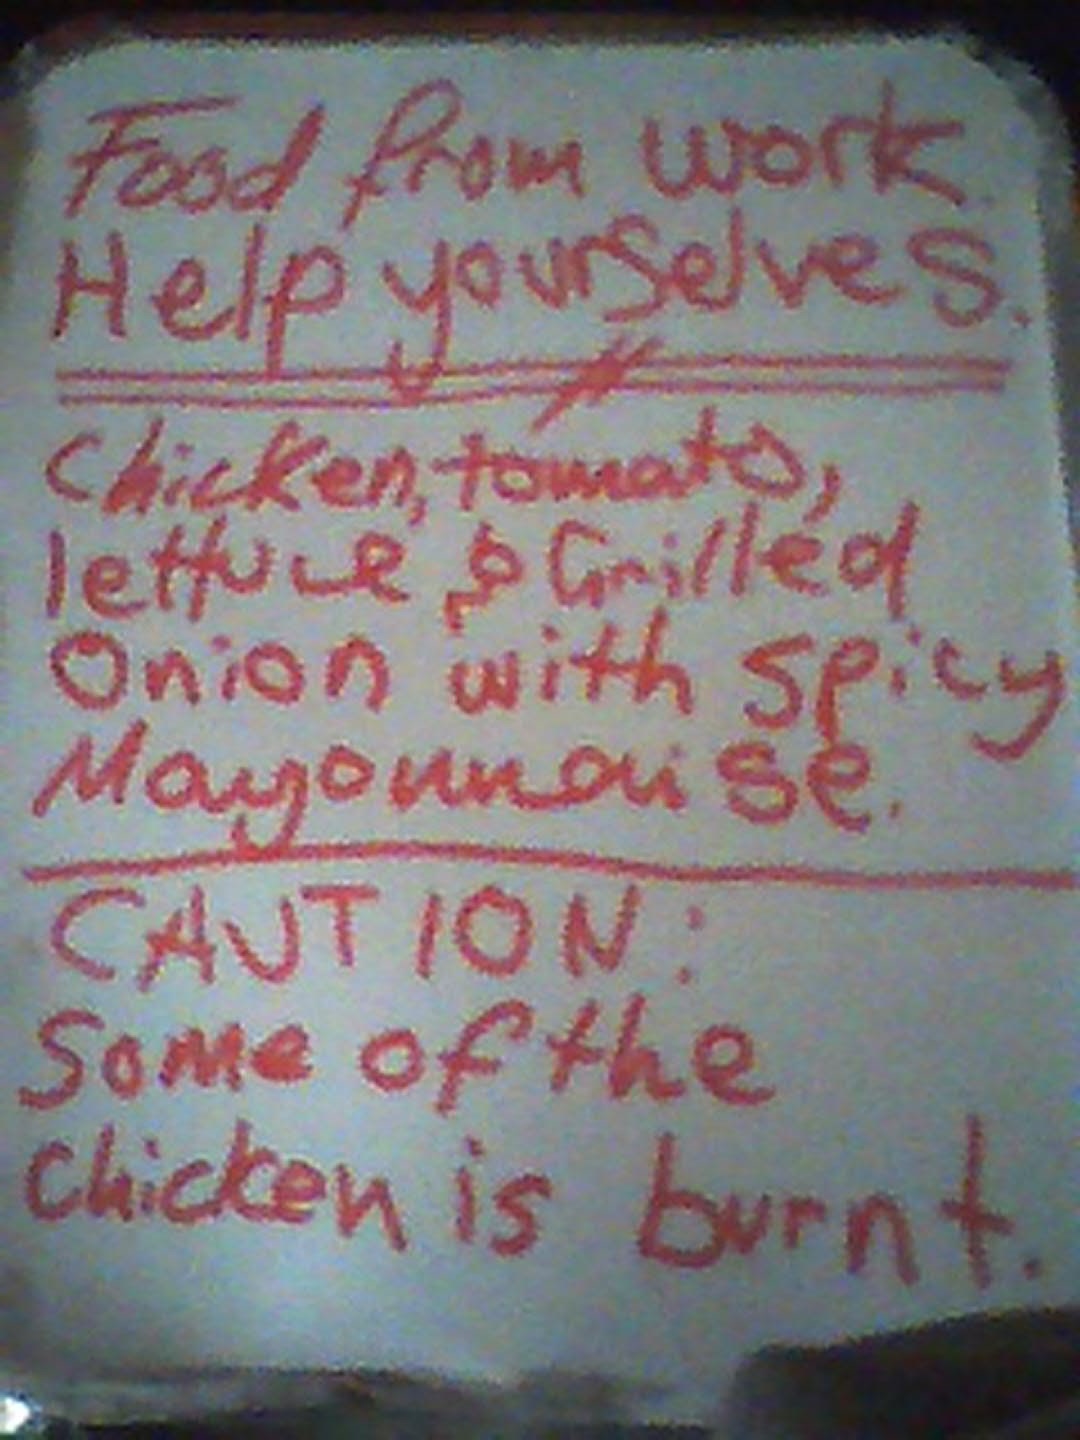 Food from work.
Help yourselves.
Chicken, tomato,
lettuce & Grilled
Onion with spicy
Mayonnaise.
CAUTION:
Some of the
Chicken is burnt.